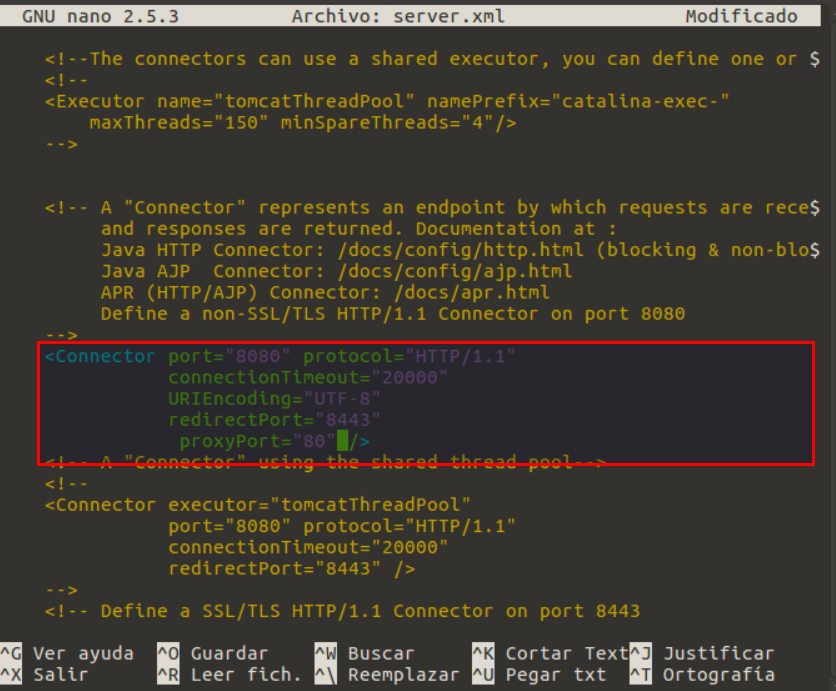 GNU nano 2.5.3 Archivo: server.xml Modificado
<!--The connectors can use a shared executor, you can define one or $
<!--
<Executor name="tomcatThreadPool" namePrefix="catalina-exec-"
maxThreads="150" minSpareThreads="4"/>
-->
<!-- A "Connector" represents an endpoint by which requests are rece$
and responses are returned. Documentation at :
Java HTTP Connector: /docs/config/http.html (blocking & non-blo$
Java AJP  Connector: /docs/config/ajp.html
APR (HTTP/AJP) Connector: /docs/apr.html
Define a non-SSL/TLS HTTP/1.1 Connector on port 8080
-->
<Connector port="8080" protocol="HTTP/1.1"
connectionTimeout="20000"
URIEncoding="UTF-8"
redirectPort="8443"
proxyPort="80" />
<!-- A "Connector" using the shared thread pool-->
<!--
<Connector executor="tomcatThreadPool"
port="8080" protocol="HTTP/1.1"
connectionTimeout="20000"
redirectPort="8443" />
-->
<!-- Define a SSL/TLS HTTP/1.1 Connector on port 8443
^G Ver ayuda ^O Guardar ^W Buscar ^K Cortar Text^J Justificar
^X Salir ^R Leer fich. ^\ Reemplazar ^U Pegar txt ^T Ortografía